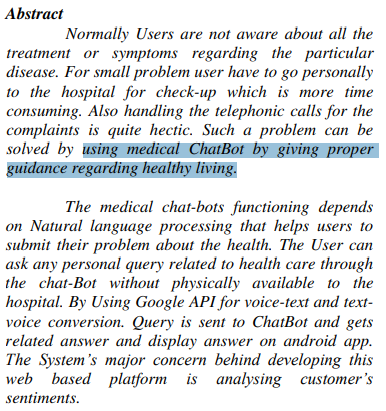 Abstract
Normally Users are not aware about all the
treatment or symptoms regarding the particular
disease. For small problem user have to go personally
to the hospital for check-up which is more time
consuming. Also handling the telephonic calls for the
complaints is quite hectic. Such a problem can be
solved by using medical ChatBot by giving proper
guidance regarding healthy living.
The medical chat-bots functioning depends
on Natural language processing that helps users to
submit their problem about the health. The User can
ask any personal query related to health care through
the chat-Bot without physically available to the
hospital. By Using Google API for voice-text and text-
voice conversion. Query is sent to ChatBot and gets
related answer and display answer on android app.
The System's major concern behind developing this
web based platform is analysing customer's
sentiments.